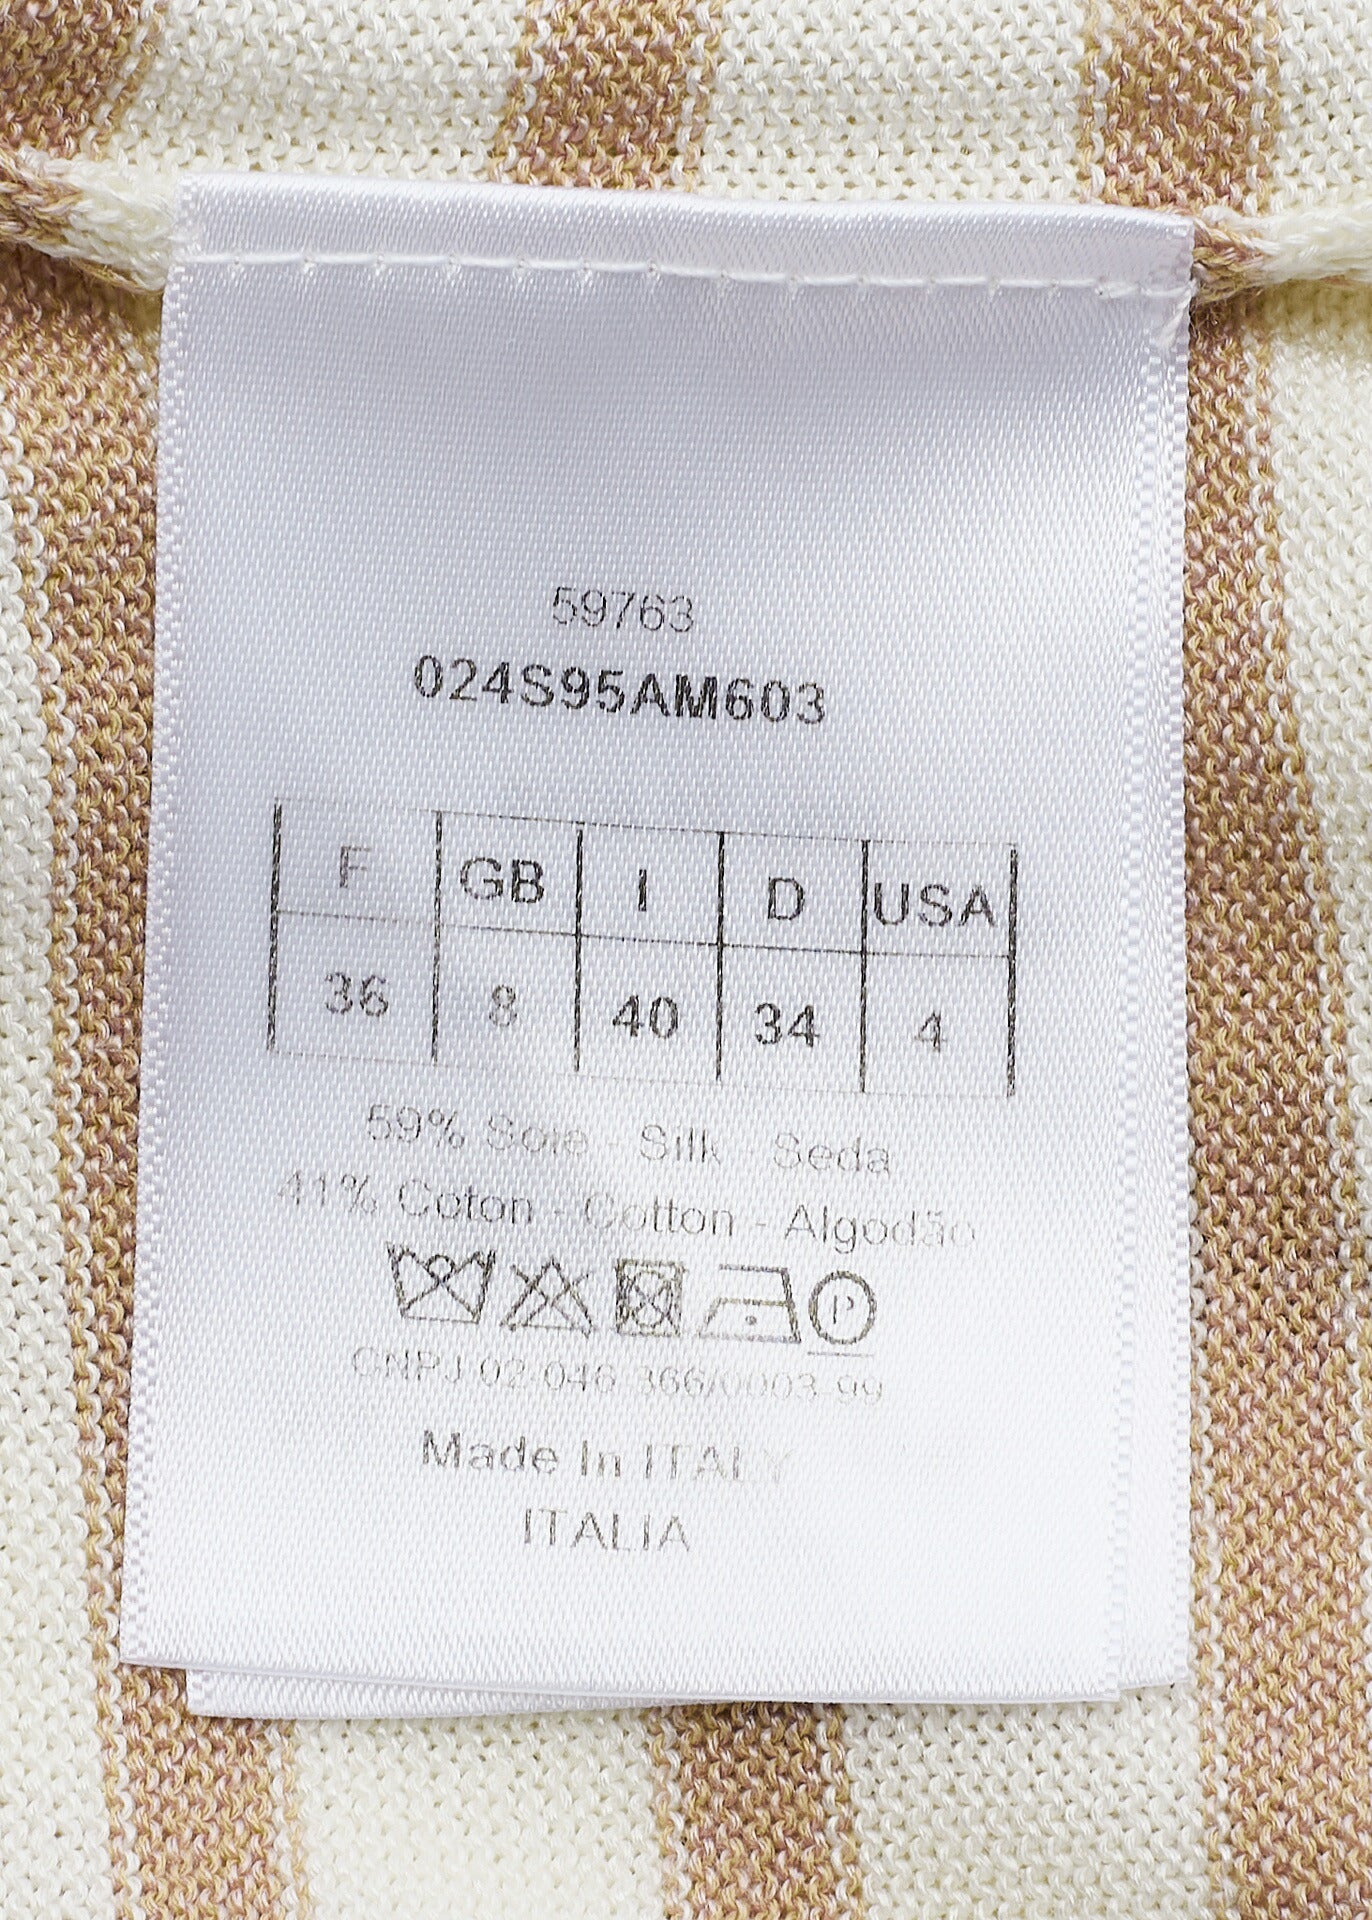 59763
024S95AM603
F GB I D USA
36 8 40 34 4
59% Soie - Silk - Seda
41% Coton - Cotton - Algodão
P
CNPJ 02.046.366/0003-99
Made In ITALY
ITALIA